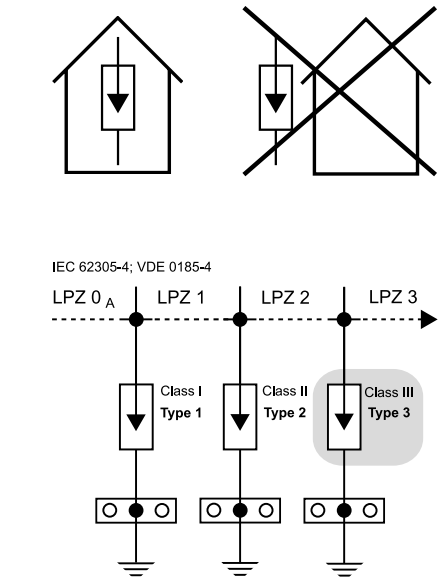 IEC 62305-4; VDE 0185-4
LPZ 0 A LPZ 1 LPZ 2 LPZ 3
Class I Class II Class III
Type 1 Type 2 Type 3